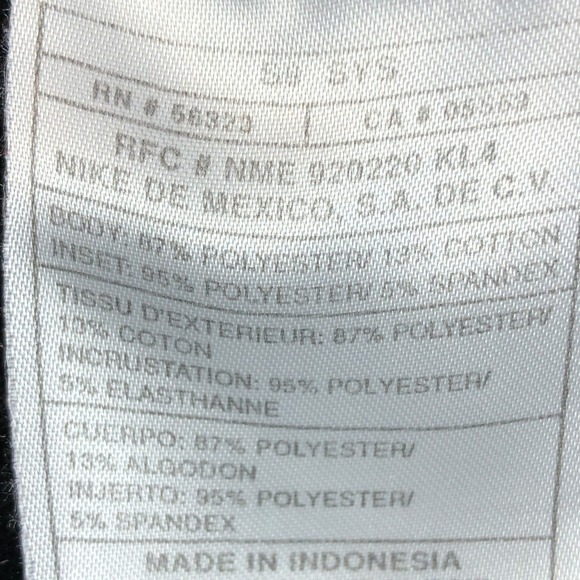 RN # 56323 | CA # 05553
RFC # NME 920220 KL4
NIKE DE MEXICO, S.A. DE C.V.
BODY: 87% POLYESTER/ 13% COTTON
INSET: 95% POLYESTER/ 5% SPANDEX
TISSU D'EXTERIEUR: 87% POLYESTER/
13% COTON
INCRUSTATION: 95% POLYESTER/
5% ELASTHANNE
CUERPO: 87% POLYESTER/
13% ALGODON
INJERTO: 95% POLYESTER/
5% SPANDEX
MADE IN INDONESIA